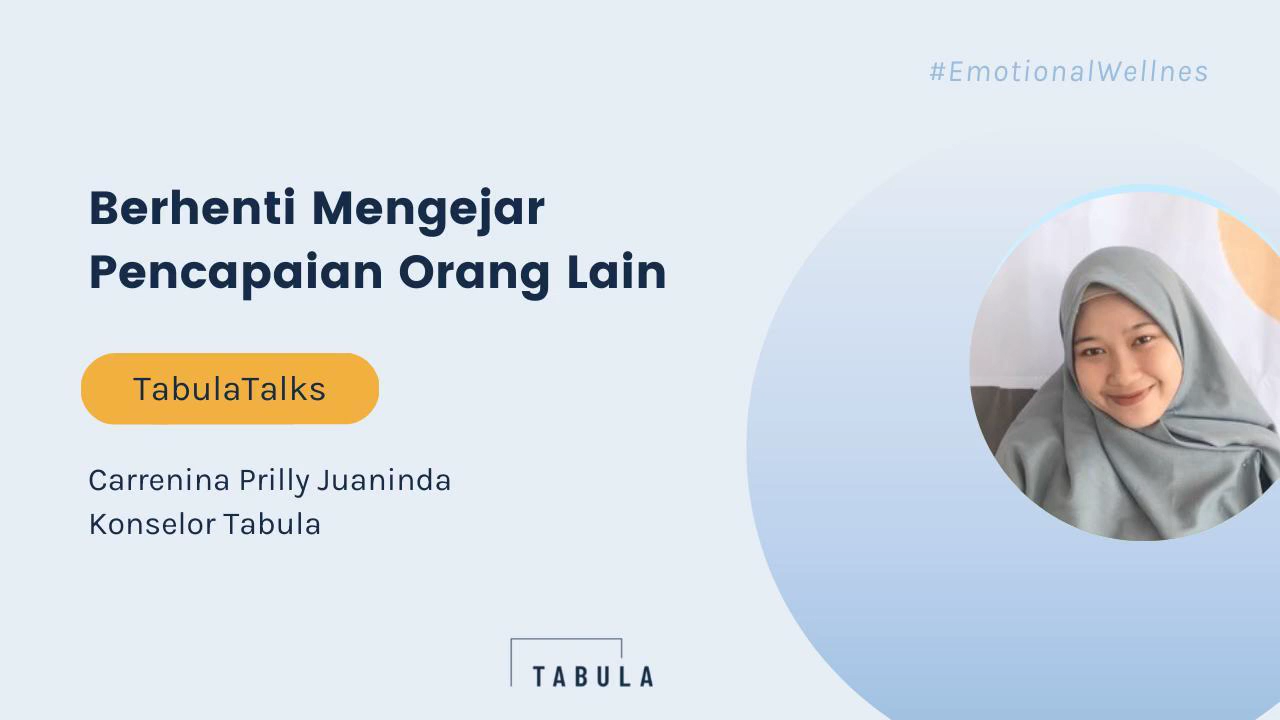 #EmotionalWellnes
Berhenti Mengejar
Pencapaian Orang Lain
TabulaTalks
Carrenina Prilly Juaninda
Konselor Tabula
TABULA